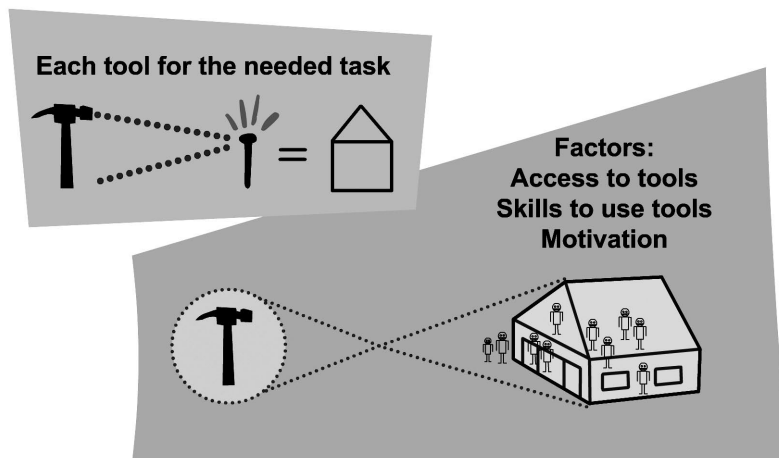 Each tool for the needed task
=
Factors:
Access to tools
Skills to use tools
Motivation